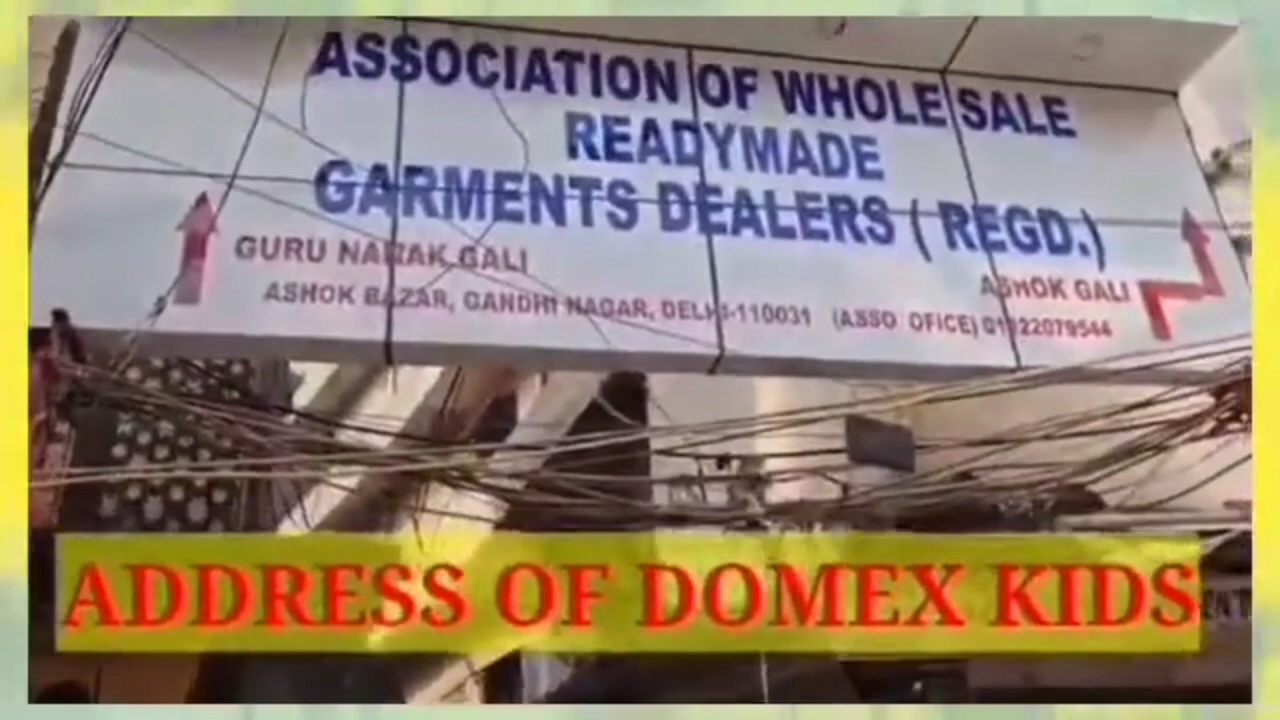 ASSOCIATION OF WHOLE SALE
READYMADE
GARMENTS DEALERS ( REGD.)
GURU NANAK GALI
ASHOK GALI
ASHOK BAZAR, GANDHI NAGAR, DELHI-110031 (ASSO OFICE)
ADDRESS OF DOMEX KIDS